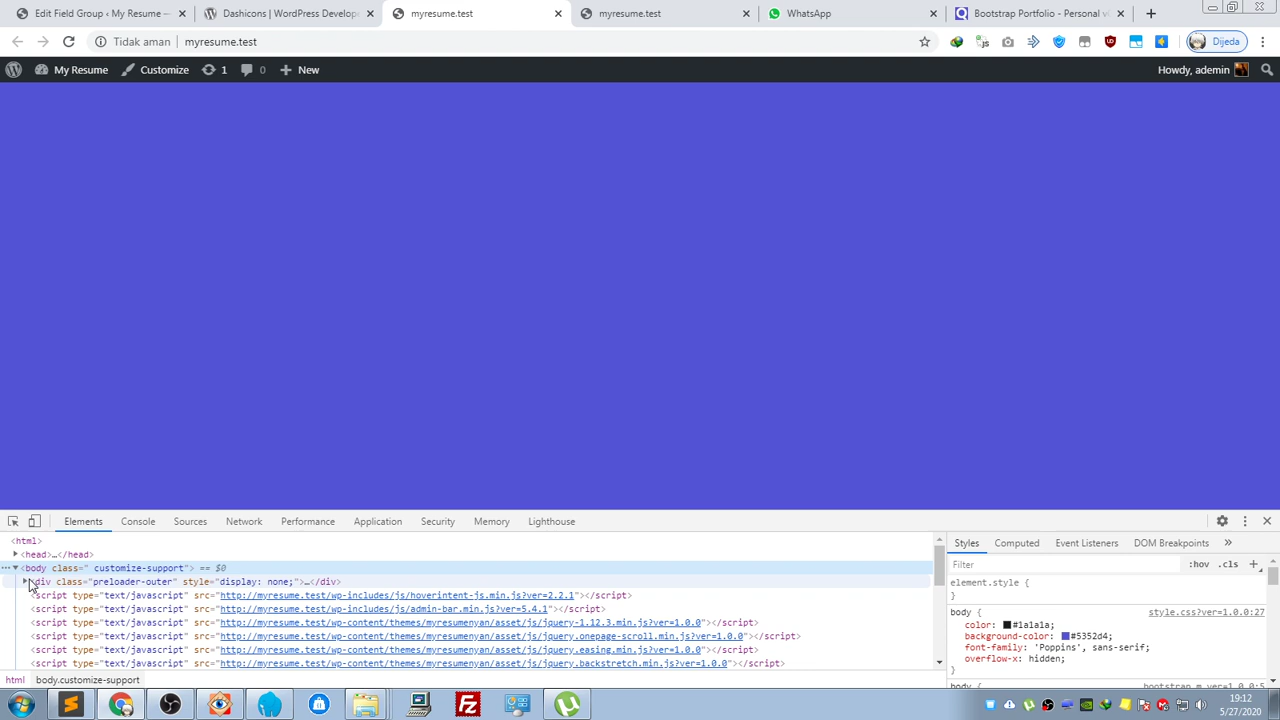 Edit Field Group ‹ My Resume — 
Dashicons | WordPress Develope
myresume.test
myresume.test
WhatsApp
Bootstrap Portfolio - Personal v
Tidak aman
myresume.test
Dijeda
My Resume
Customize
1
0
New
Howdy, ademin
Elements
Console
Sources
Network
Performance
Application
Security
Memory
Lighthouse
<html>
<head>…</head>
<body class=" customize-support"> == $0
<div class="preloader-outer" style="display: none;">…</div>
<script type="text/javascript" src="http://myresume.test/wp-includes/js/hoverintent-js.min.js?ver=2.2.1"></script>
<script type="text/javascript" src="http://myresume.test/wp-includes/js/admin-bar.min.js?ver=5.4.1"></script>
<script type="text/javascript" src="http://myresume.test/wp-content/themes/myresumenyan/asset/js/jquery-1.12.3.min.js?ver=1.0.0"></script>
<script type="text/javascript" src="http://myresume.test/wp-content/themes/myresumenyan/asset/js/jquery.onepage-scroll.min.js?ver=1.0.0"></script>
<script type="text/javascript" src="http://myresume.test/wp-content/themes/myresumenyan/asset/js/jquery.easing.min.js?ver=1.0.0"></script>
<script type="text/javascript" src="http://myresume.test/wp-content/themes/myresumenyan/asset/js/jquery.backstretch.min.js?ver=1.0.0"></script>
html
body.customize-support
Styles
Computed
Event Listeners
DOM Breakpoints
Filter
:hov
.cls
element.style {
}
body {
style.css?ver=1.0.0:27
color: #1a1a1a;
background-color: #5352d4;
font-family: 'Poppins', sans-serif;
overflow-x: hidden;
}
body {
bootstrap.m…ver=1.0.0:5
19:12
5/27/2020